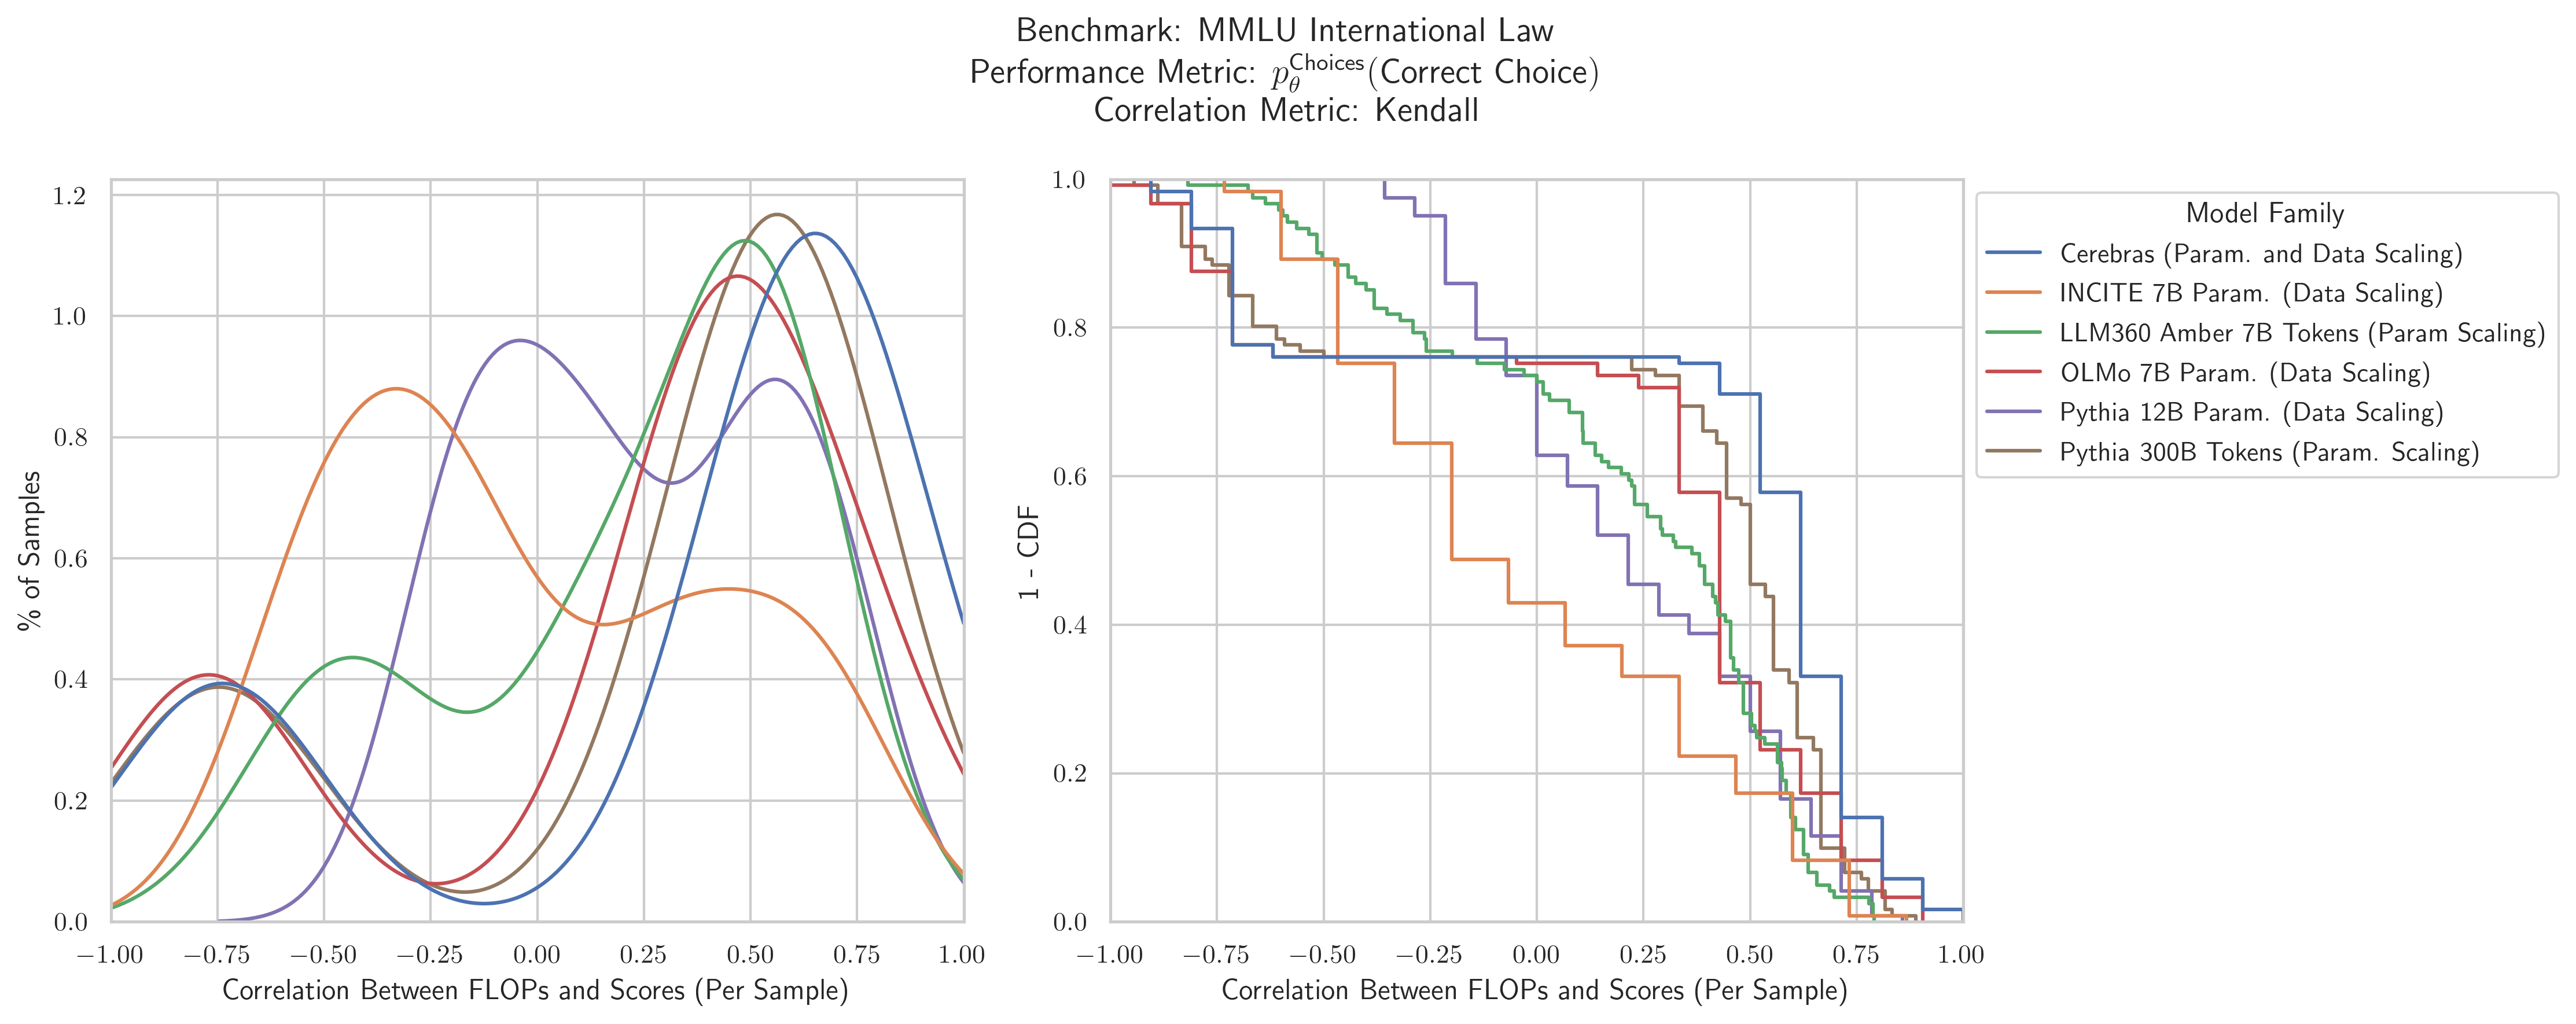 Benchmark: MMLU International Law
Performance Metric: $p_{\theta}^{\text{Choices}}$(Correct Choice)
Correlation Metric: Kendall
% of Samples
1.2
1.0
0.8
0.6
0.4
0.2
0.0
−1.00 −0.75 −0.50 −0.25 0.00 0.25 0.50 0.75 1.00
Correlation Between FLOPs and Scores (Per Sample)
1 - CDF
1.0
0.8
0.6
0.4
0.2
0.0
−1.00 −0.75 −0.50 −0.25 0.00 0.25 0.50 0.75 1.00
Correlation Between FLOPs and Scores (Per Sample)
Model Family
Cerebras (Param. and Data Scaling)
INCITE 7B Param. (Data Scaling)
LLM360 Amber 7B Tokens (Param Scaling)
OLMo 7B Param. (Data Scaling)
Pythia 12B Param. (Data Scaling)
Pythia 300B Tokens (Param. Scaling)